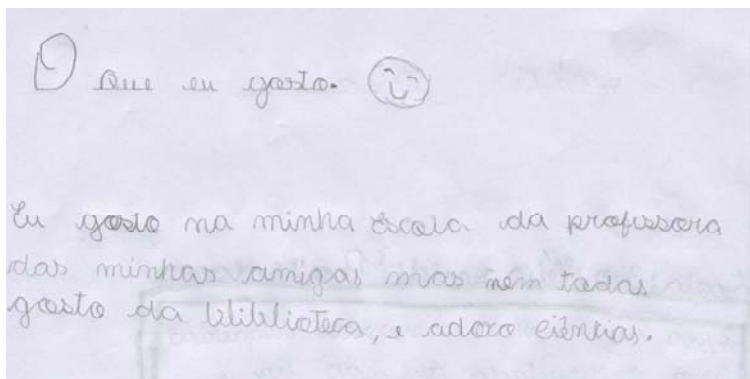 O Que eu gosto.
Eu gosto na minha escola da professora
das minhas amigas mas nem todas
gosto da bliblioteca, e adoro ciências.